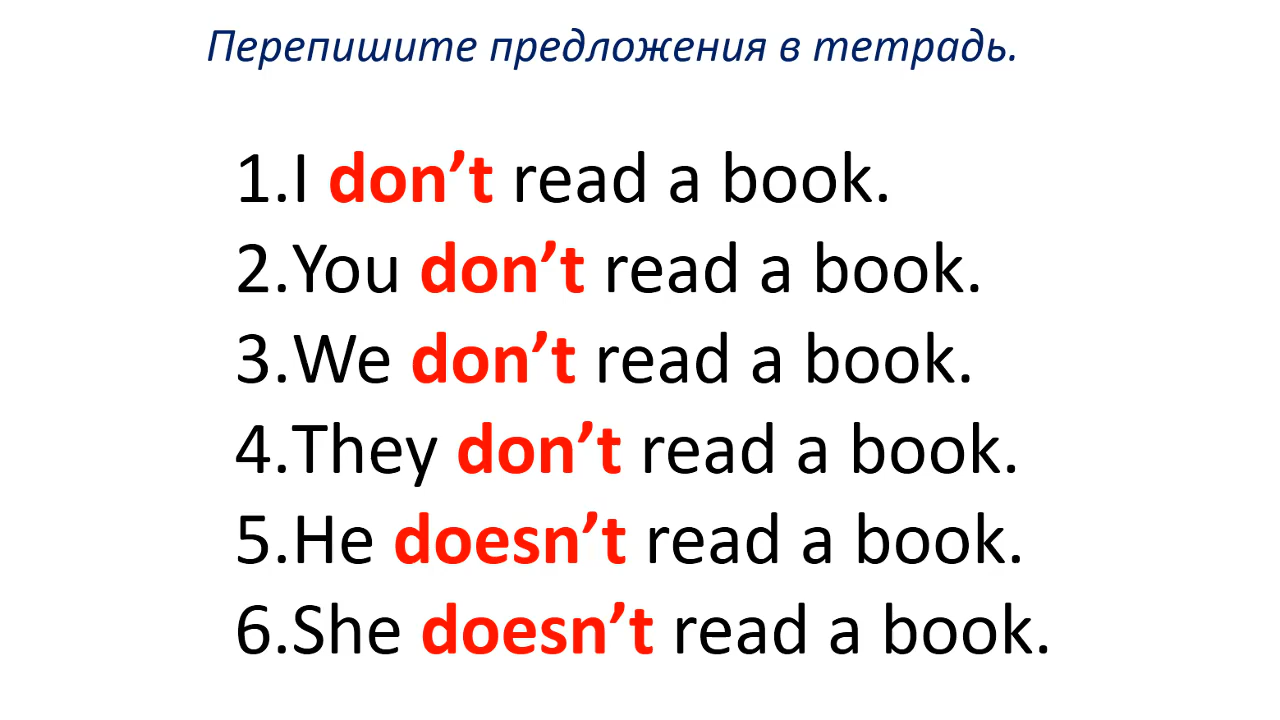 Перепишите предложения в тетрадь.
1.I don’t read a book.
2.You don’t read a book.
3.We don’t read a book.
4.They don’t read a book.
5.He doesn’t read a book.
6.She doesn’t read a book.